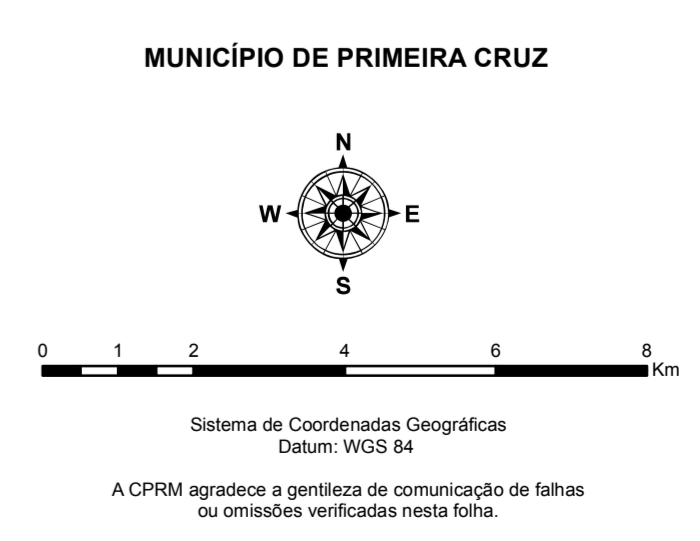 MUNICÍPIO DE PRIMEIRA CRUZ
N
W E
S
0 1 2 4 6 8
Km
Sistema de Coordenadas Geográficas
Datum: WGS 84
A CPRM agradece a gentileza de comunicação de falhas
ou omissões verificadas nesta folha.